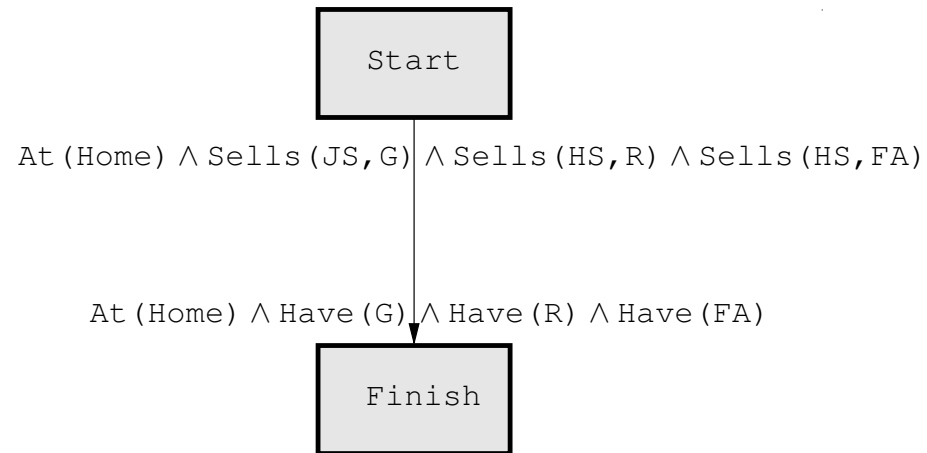 Start
At(Home) ∧ Sells(JS,G) ∧ Sells(HS,R) ∧ Sells(HS,FA)
At(Home) ∧ Have(G) ∧ Have(R) ∧ Have(FA)
Finish